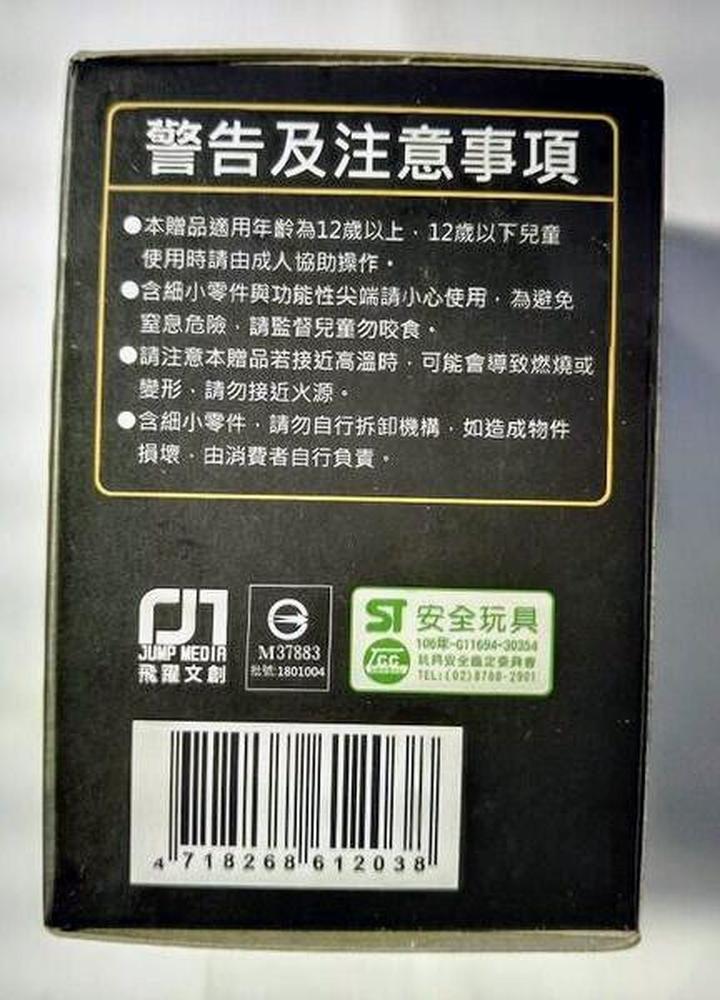 警告及注意事項
●本贈品適用年齡為12歲以上，12歲以下兒童
使用時請由成人協助操作。
●含細小零件與功能性尖端請小心使用，為避免
窒息危險，請監督兒童勿咬食。
●請注意本贈品若接近高溫時，可能會導致燃燒或
變形，請勿接近火源。
●含細小零件，請勿自行拆卸機構，如造成物件
損壞，由消費者自行負責。
JUMP MEDIA
飛躍文創
M37883
批號:1801004
ST 安全玩具
106年-G11694-30354
玩具安全鑑定委員會
TEL:(02)8768-2901
4 718268 612038